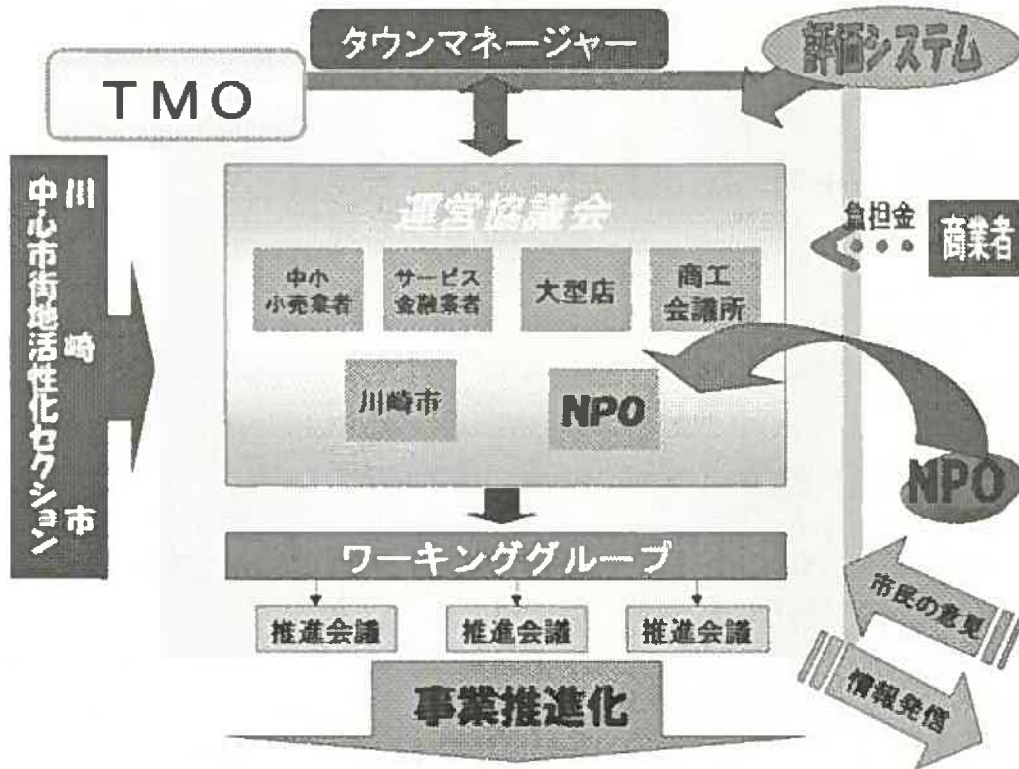 タウンマネージャー
評価システム
TMO
川崎市
中心市街地活性化セクション
運営協議会
中小
小売業者
サービス
金融業者
大型店
商工
会議所
負担金
商業者
川崎市
NPO
NPO
ワーキンググループ
推進会議
推進会議
推進会議
市民の意見
情報発信
事業推進化